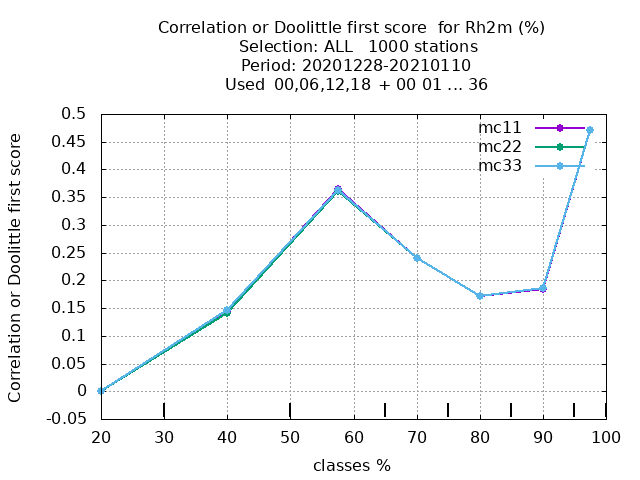 Correlation or Doolittle first score  for Rh2m (%)
Selection: ALL   1000 stations
Period: 20201228-20210110
Used  00,06,12,18  + 00 01 ... 36
Correlation or Doolittle first score
0.5
0.45
0.4
0.35
0.3
0.25
0.2
0.15
0.1
0.05
0
-0.05
mc11
mc22
mc33
20 30 40 50 60 70 80 90 100
classes %